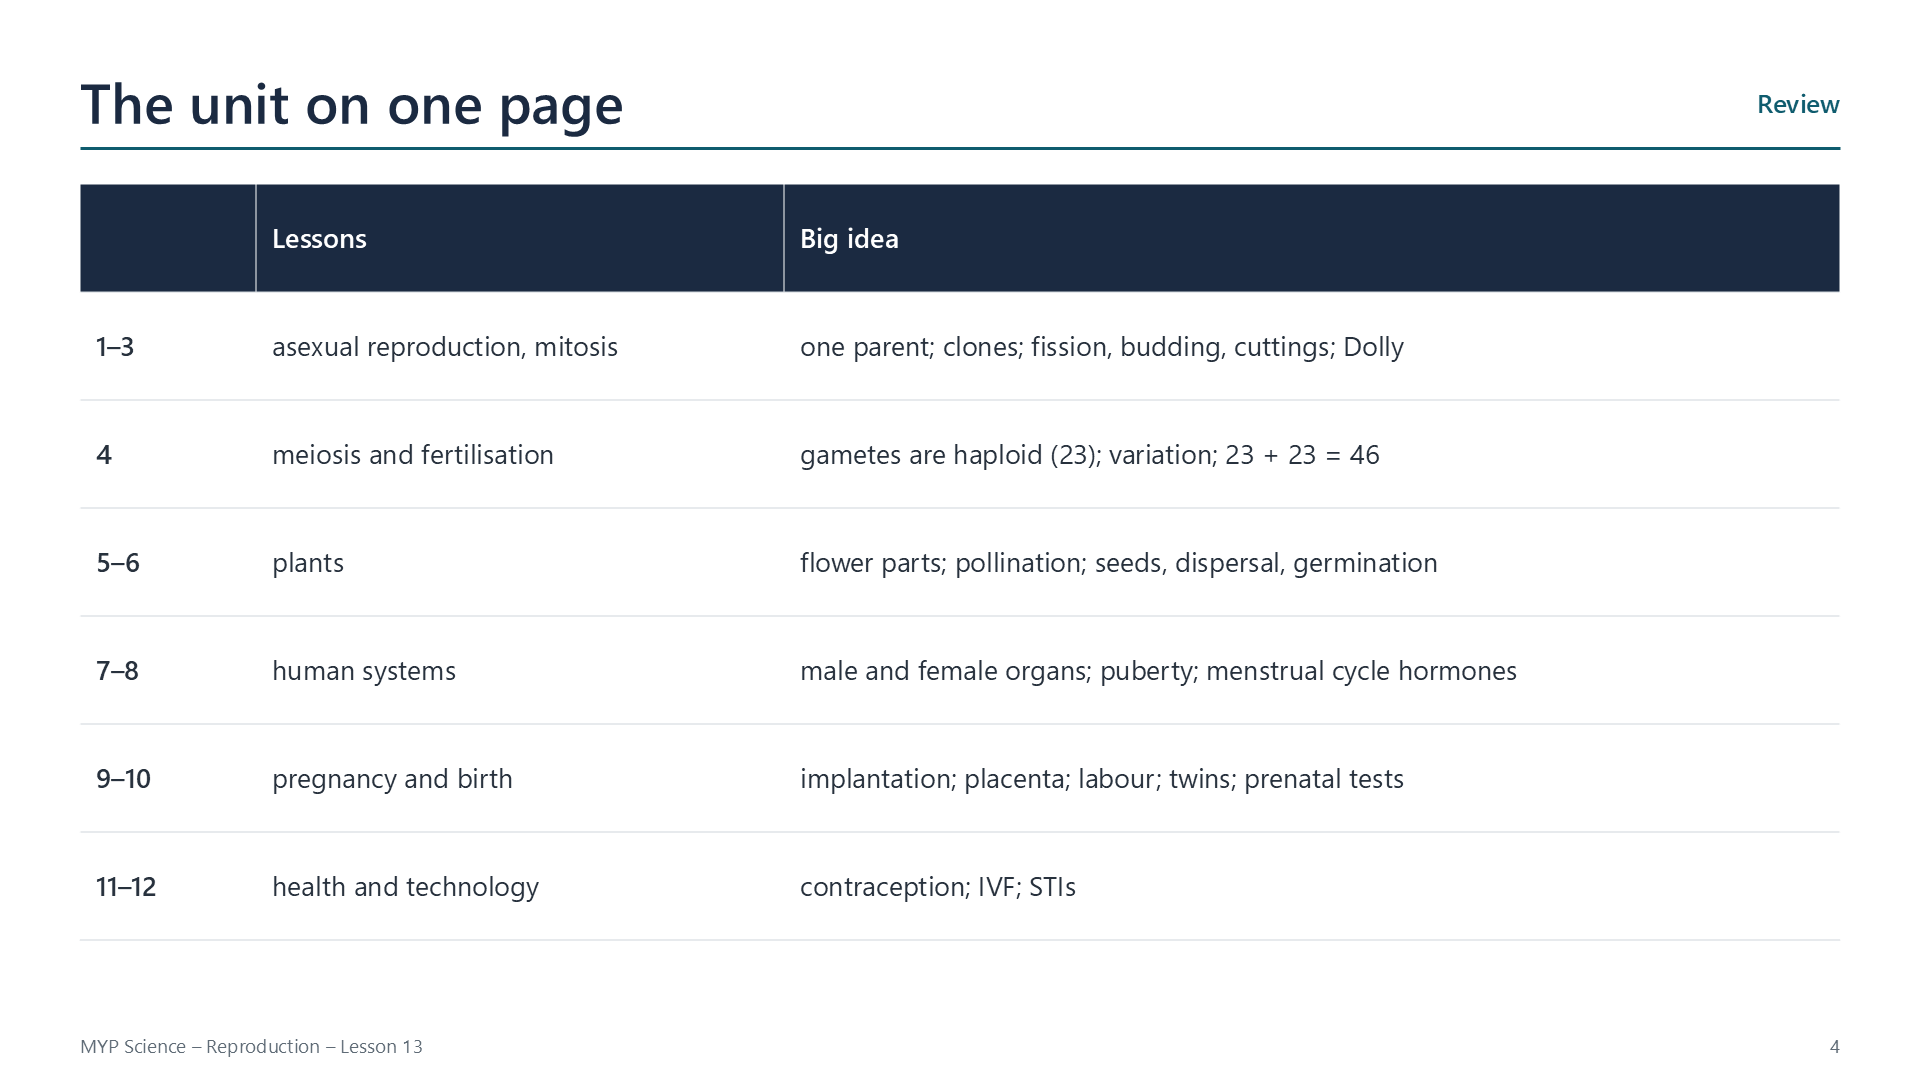 The unit on one page
Review
Lessons Big idea
1–3 asexual reproduction, mitosis one parent; clones; fission, budding, cuttings; Dolly
4 meiosis and fertilisation gametes are haploid (23); variation; 23 + 23 = 46
5–6 plants flower parts; pollination; seeds, dispersal, germination
7–8 human systems male and female organs; puberty; menstrual cycle hormones
9–10 pregnancy and birth implantation; placenta; labour; twins; prenatal tests
11–12 health and technology contraception; IVF; STIs
MYP Science – Reproduction – Lesson 13
4